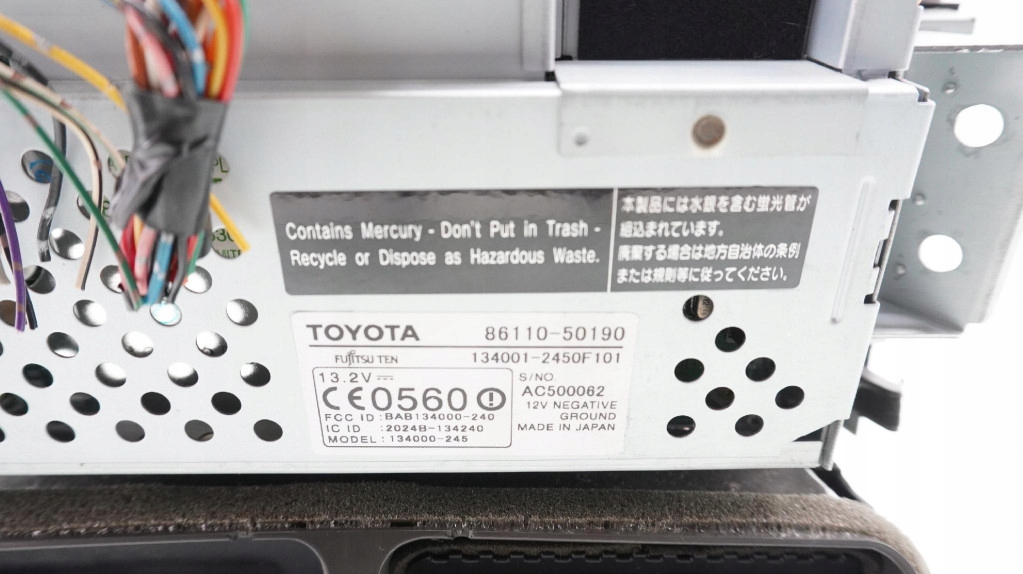 Contains Mercury - Don't Put in Trash -
Recycle or Dispose as Hazardous Waste.
本製品には水銀を含む蛍光管が
組込まれています。
廃棄する場合は地方自治体の条例
または規則等に従ってください。
TOYOTA 86110-50190
FUJITSU TEN 134001-2450F101
13.2V
CE0560
FCC ID : BAB134000-240
IC ID : 2024B-134240
MODEL : 134000-245
S/NO.
AC500062
12V NEGATIVE
GROUND
MADE IN JAPAN